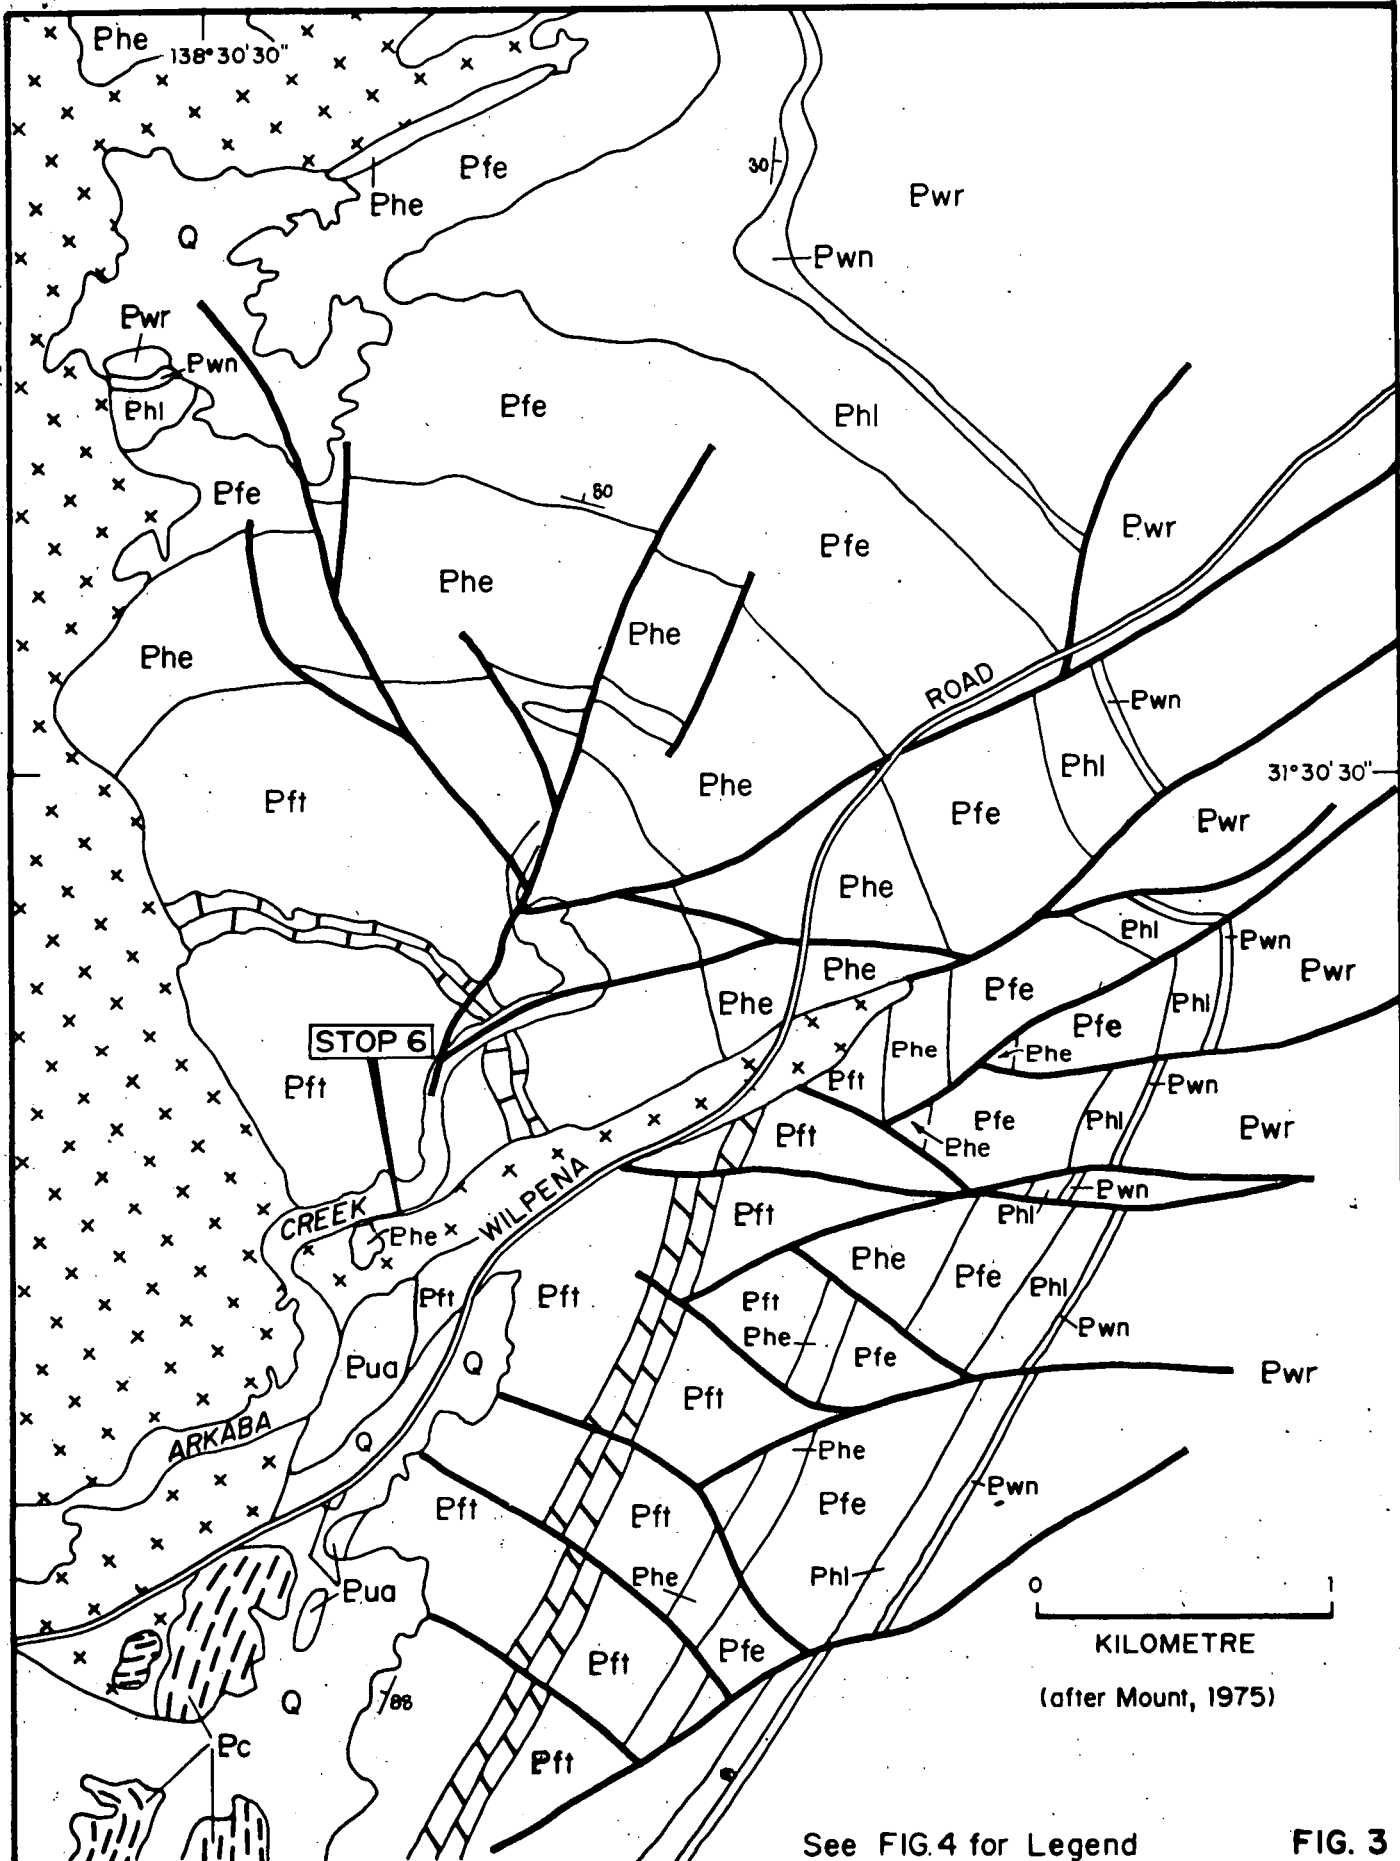 Phe
138°30'30"
Pfe
30
Pwr
Phe
Q
Pwn
Pwr
Pwn
Phl
Pfe
Phl
Pfe
80
Pwr
Pfe
Phe
Phe
Phe
ROAD
Pwn
Phl
31°30'30"
Pft
Phe
Pfe
Pwr
Phe
Phl
Pwn
Phe
Pfe
Pwr
Phe
Phl
Pfe
STOP 6
Phe
Phe
Pft
Pft
Pwn
Pfe
Phl
Pft
Pwr
Phe
WILPENA
Pwn
Pft
Phl
CREEK
Phe
Phe
Pfe
Phl
Pft
Pft
Pft
Pwn
Phe
Pfe
Pua
Q
Pwr
Pft
ARKABA
Q
Phe
Pwn
Pft
Pft
Pfe
Phe
Phl
Pua
0 1
KILOMETRE
Pft
Pfe
Q
88
(after Mount, 1975)
Pc
Pft
See FIG.4 for Legend
FIG. 3